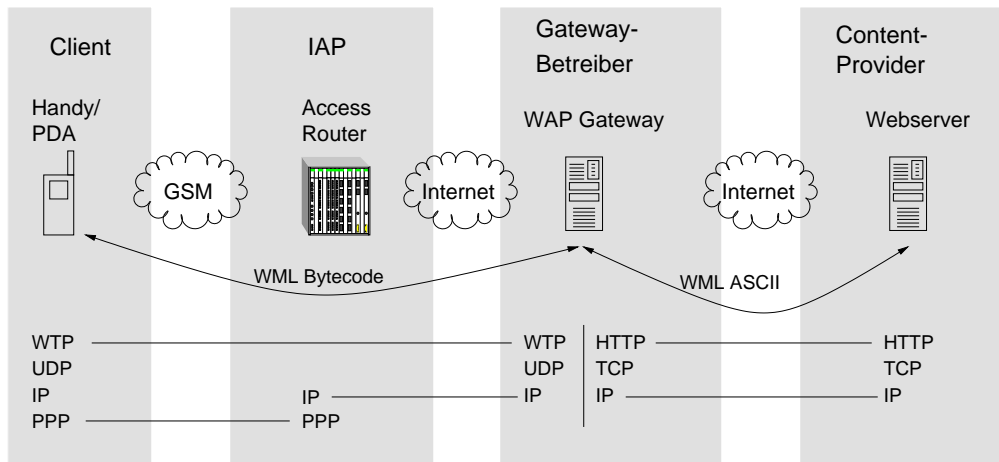 Client
IAP
Gateway-
Betreiber
Content-
Provider
Handy/
PDA
Access
Router
WAP Gateway
Webserver
GSM
Internet
Internet
WML Bytecode
WML ASCII
WTP
WTP
HTTP
HTTP
UDP
UDP
TCP
TCP
IP
IP
IP
IP
IP
PPP
PPP